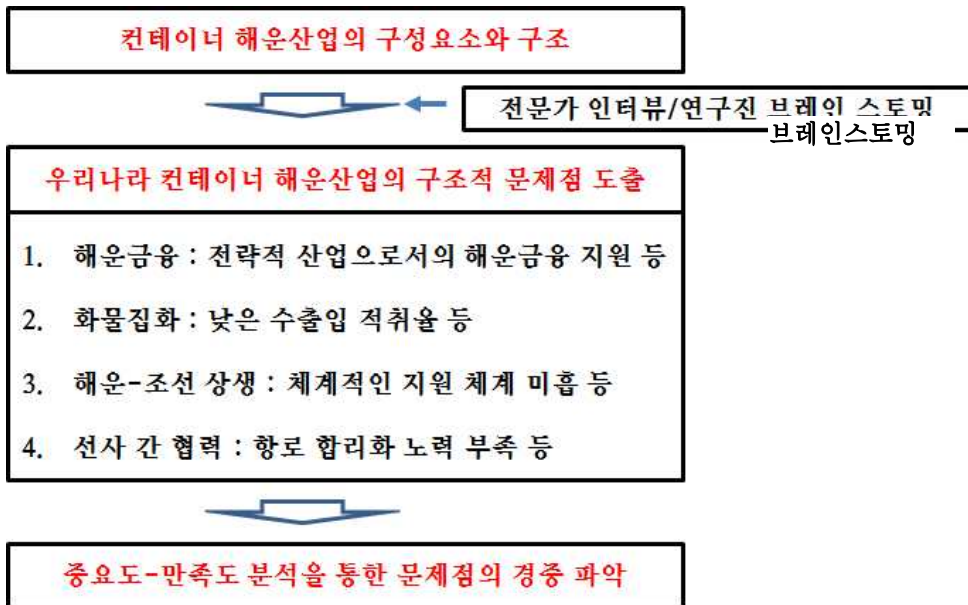 컨테이너 해운산업의 구성요소와 구조
전문가 인터뷰/연구진 브레인 스토밍
브레인스토밍
우리나라 컨테이너 해운산업의 구조적 문제점 도출
1. 해운금융 : 전략적 산업으로서의 해운금융 지원 등
2. 화물집화 : 낮은 수출입 적취율 등
3. 해운-조선 상생 : 체계적인 지원 체계 미흡 등
4. 선사 간 협력 : 항로 합리화 노력 부족 등
중요도-만족도 분석을 통한 문제점의 경중 파악